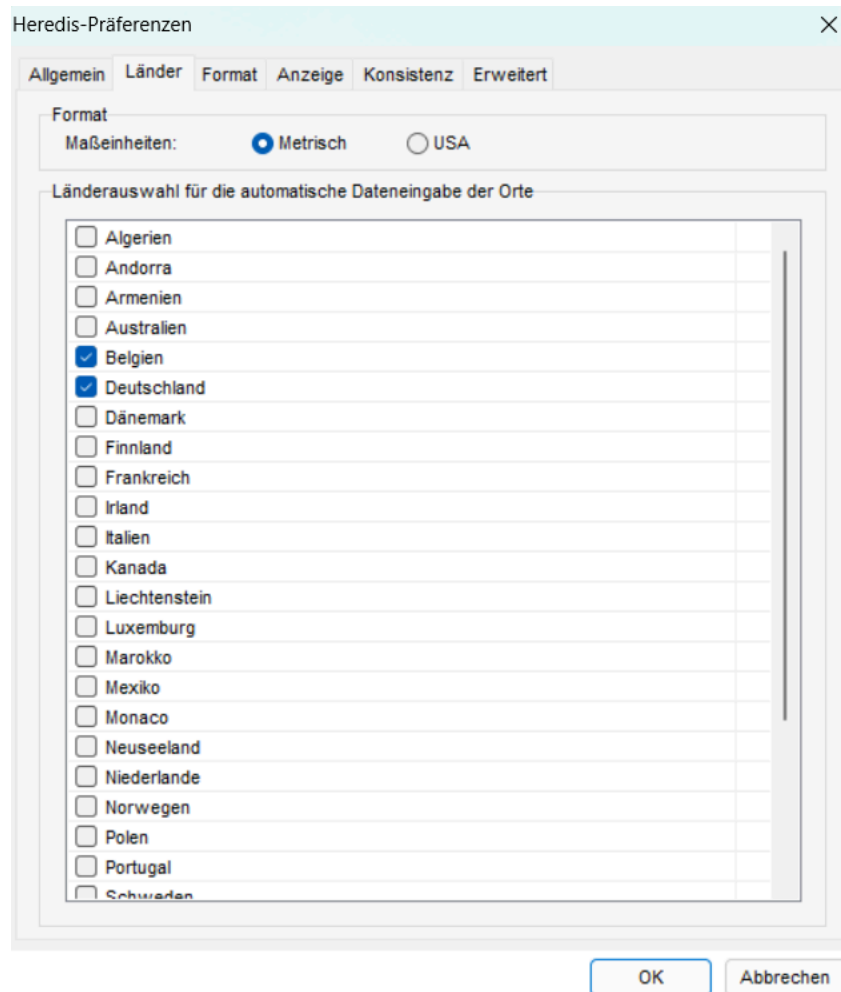 Heredis-Präferenzen
Allgemein Länder Format Anzeige Konsistenz Erweitert
Format
Maßeinheiten: Metrisch USA
Länderauswahl für die automatische Dateneingabe der Orte
Algerien
Andorra
Armenien
Australien
Belgien
Deutschland
Dänemark
Finnland
Frankreich
Irland
Italien
Kanada
Liechtenstein
Luxemburg
Marokko
Mexiko
Monaco
Neuseeland
Niederlande
Norwegen
Polen
Portugal
Schweden
OK Abbrechen